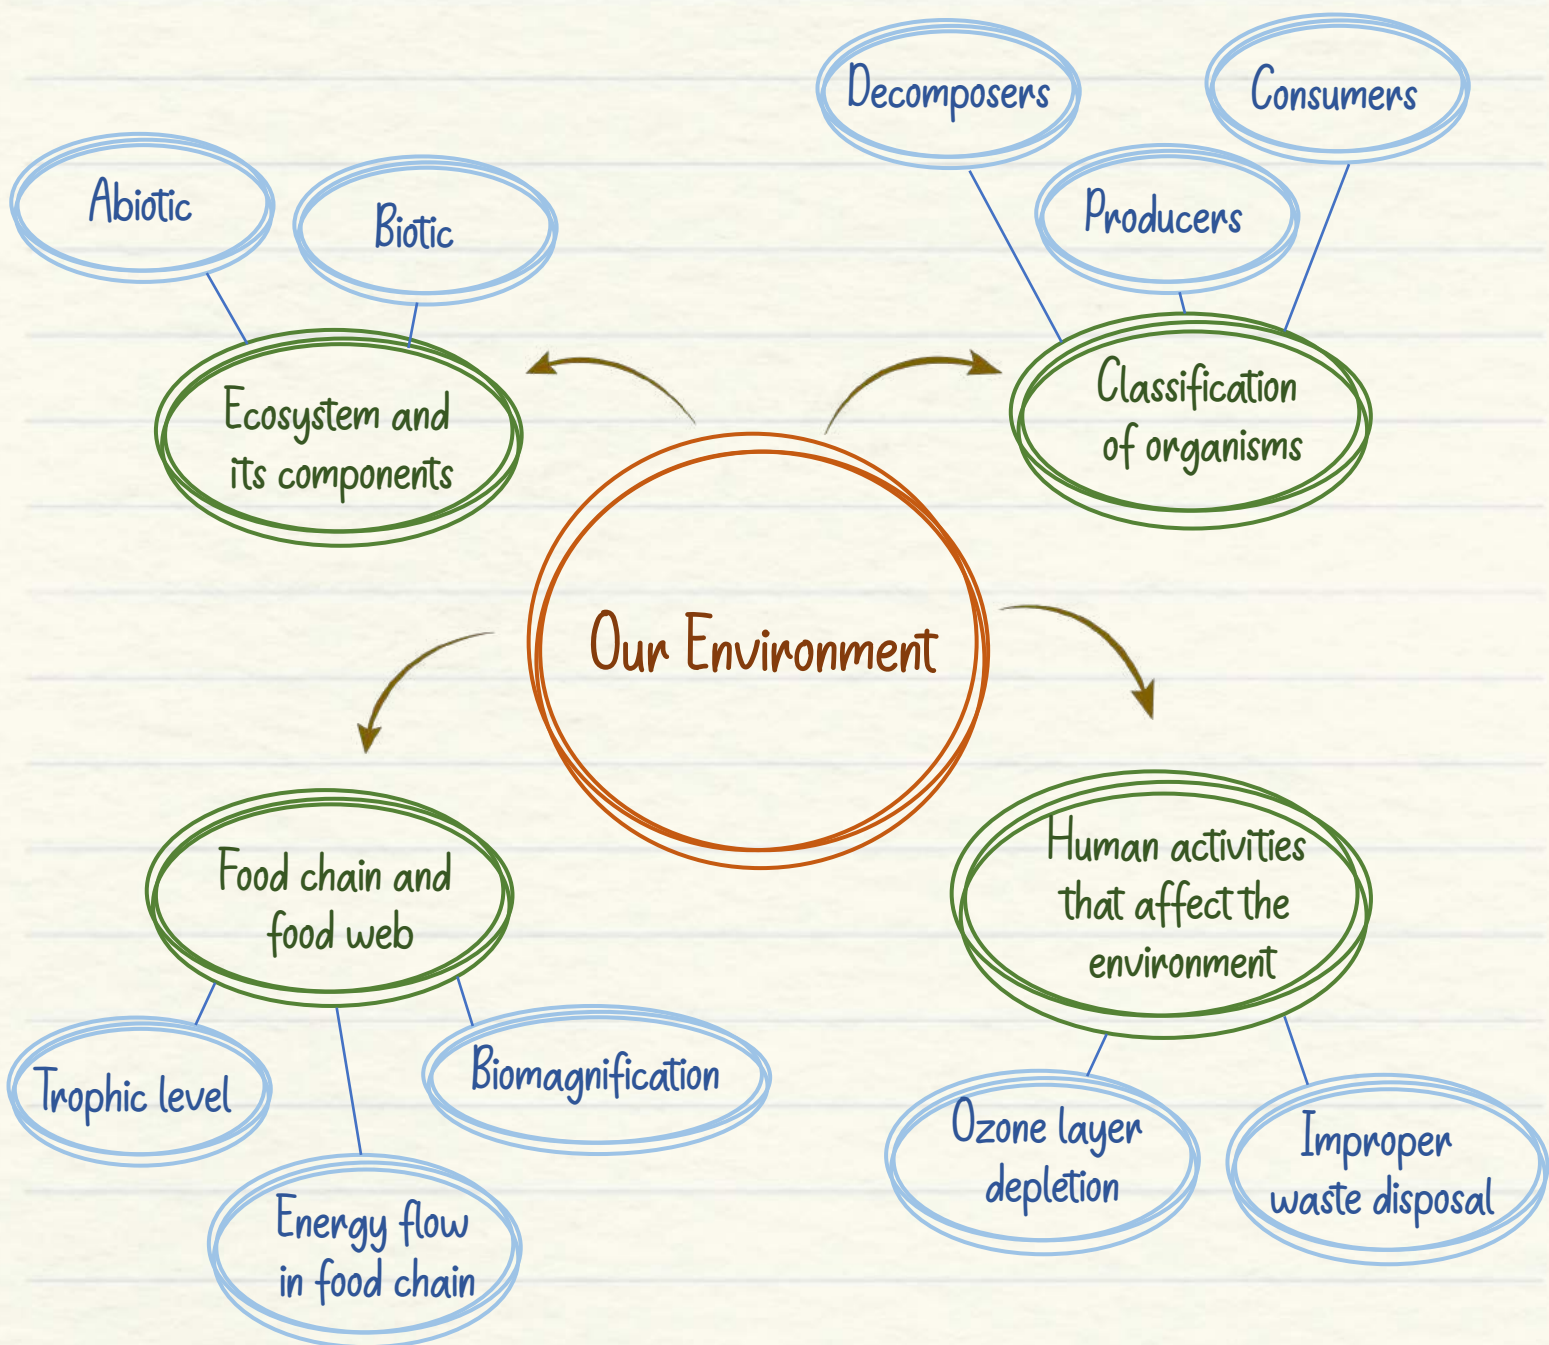 Decomposers
Consumers
Abiotic
Biotic
Producers
Ecosystem and
its components
Classification
of organisms
Our Environment
Food chain and
food web
Human activities
that affect the
environment
Trophic level
Biomagnification
Energy flow
in food chain
Ozone layer
depletion
Improper
waste disposal